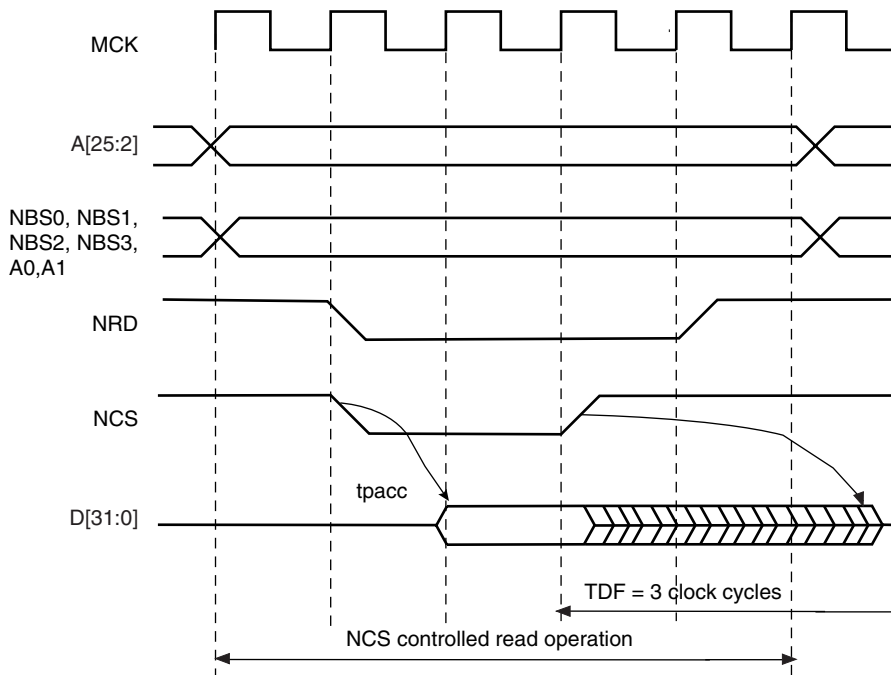 MCK
A[25:2]
NBS0, NBS1,
NBS2, NBS3,
A0,A1
NRD
NCS
tpacc
D[31:0]
TDF = 3 clock cycles
NCS controlled read operation